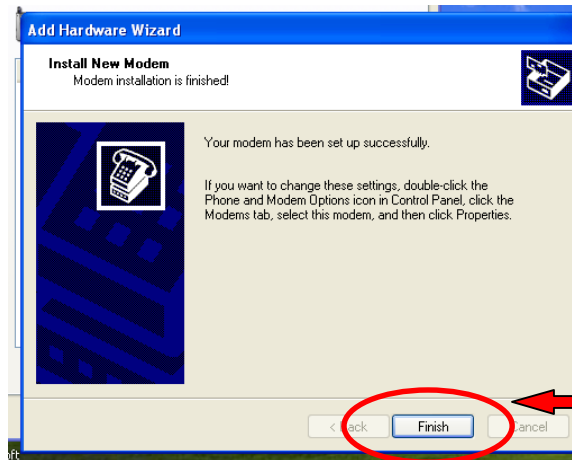 Add Hardware Wizard
Install New Modem
Modem installation is finished!
Your modem has been set up successfully.
If you want to change these settings, double-click the
Phone and Modem Options icon in Control Panel, click the
Modems tab, select this modem, and then click Properties.
< Back Finish Cancel